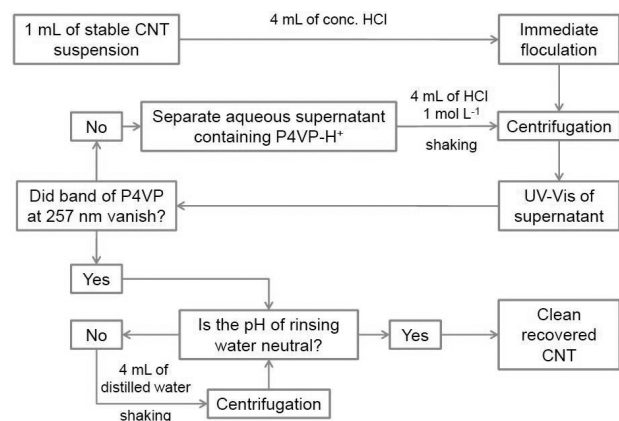 1 mL of stable CNT
suspension
4 mL of conc. HCl
Immediate
floculation
No
Separate aqueous supernatant
containing P4VP-H⁺
4 mL of HCl
1 mol L⁻¹
shaking
Centrifugation
Did band of P4VP
at 257 nm vanish?
UV-Vis of
supernatant
Yes
No
Is the pH of rinsing
water neutral?
Yes
Clean
recovered
CNT
4 mL of
distilled water
shaking
Centrifugation